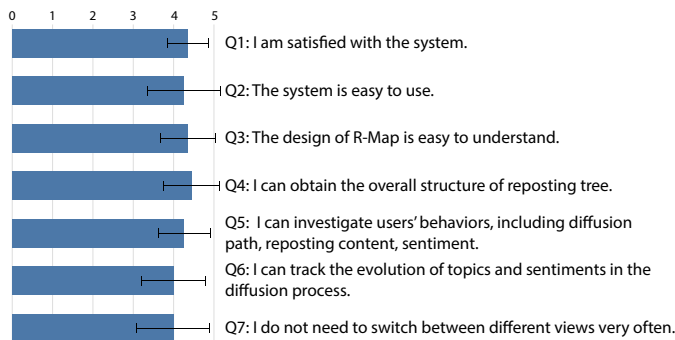 0 1 2 3 4 5
Q1: I am satisfied with the system.
Q2: The system is easy to use.
Q3: The design of R-Map is easy to understand.
Q4: I can obtain the overall structure of reposting tree.
Q5: I can investigate users’ behaviors, including diffusion
path, reposting content, sentiment.
Q6: I can track the evolution of topics and sentiments in the
diffusion process.
Q7: I do not need to switch between different views very often.